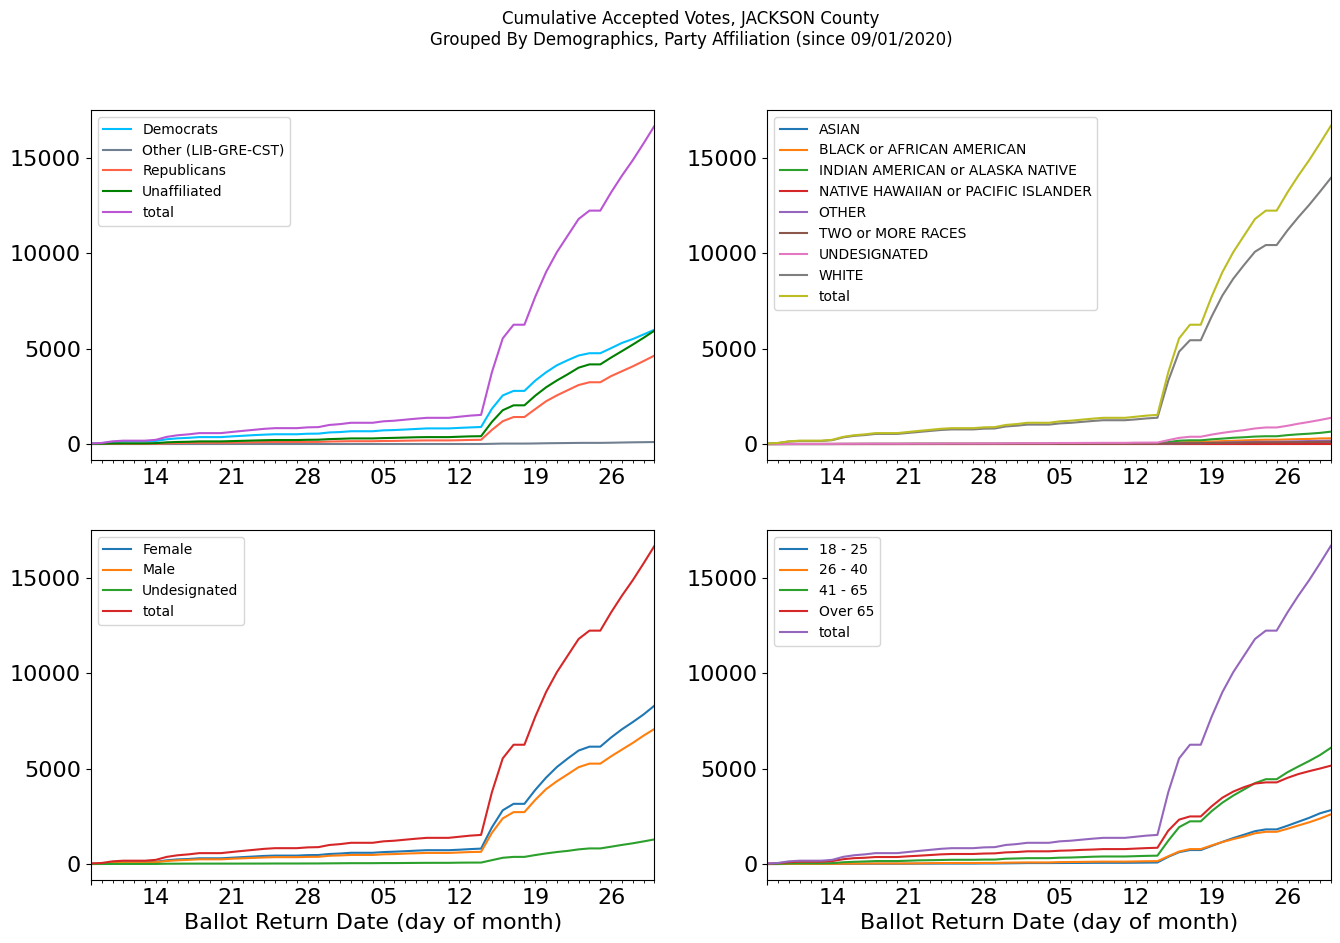 Cumulative Accepted Votes, JACKSON County
Grouped By Demographics, Party Affiliation (since 09/01/2020)
Democrats
Other (LIB-GRE-CST)
Republicans
Unaffiliated
total
15000
10000
5000
0
14 21 28 05 12 19 26
ASIAN
BLACK or AFRICAN AMERICAN
INDIAN AMERICAN or ALASKA NATIVE
NATIVE HAWAIIAN or PACIFIC ISLANDER
OTHER
TWO or MORE RACES
UNDESIGNATED
WHITE
total
15000
10000
5000
0
14 21 28 05 12 19 26
Female
Male
Undesignated
total
15000
10000
5000
0
14 21 28 05 12 19 26
Ballot Return Date (day of month)
18 - 25
26 - 40
41 - 65
Over 65
total
15000
10000
5000
0
14 21 28 05 12 19 26
Ballot Return Date (day of month)